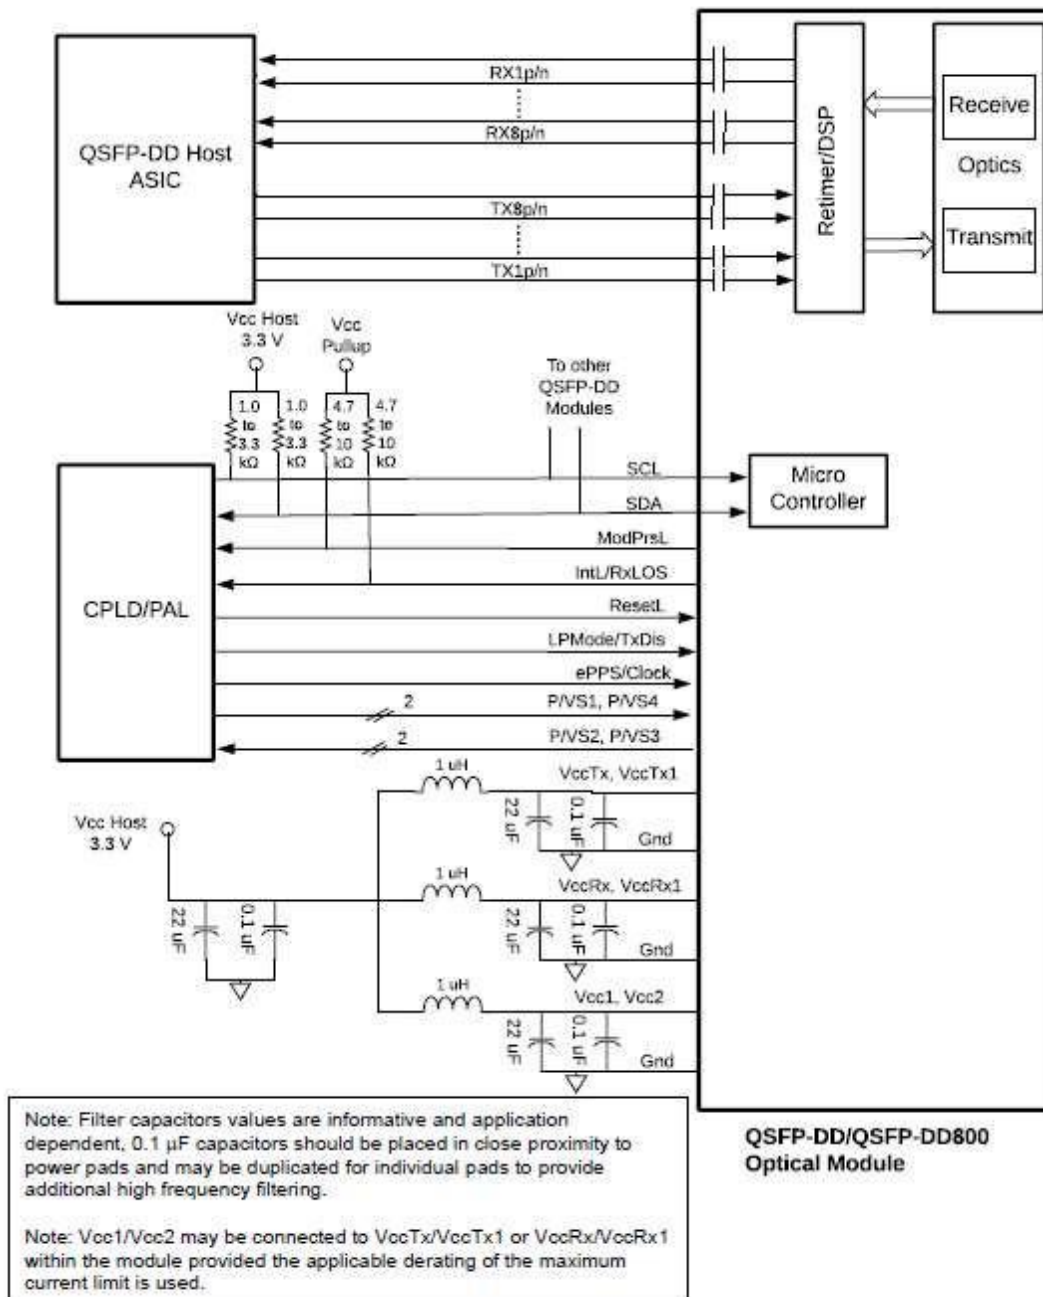 RX1p/n
RX8p/n
QSFP-DD Host
ASIC
TX8p/n
TX1p/n
Retimer/DSP
Receive
Optics
Transmit
Vcc Host
3.3 V
Vcc
Pullup
1.0
to
3.3
kΩ
1.0
to
3.3
kΩ
4.7
to
10
kΩ
4.7
to
10
kΩ
To other
QSFP-DD
Modules
SCL
SDA
ModPrsL
IntL/RxLOS
ResetL
LPMode/TxDis
ePPS/Clock
2
P/VS1, P/VS4
2
P/VS2, P/VS3
CPLD/PAL
Micro
Controller
1 uH
VccTx, VccTx1
22 uF
0.1 uF
Gnd
Vcc Host
3.3 V
22 uF
0.1 uF
1 uH
VccRx, VccRx1
22 uF
0.1 uF
Gnd
1 uH
Vcc1, Vcc2
22 uF
0.1 uF
Gnd
Note: Filter capacitors values are informative and application
dependent, 0.1 µF capacitors should be placed in close proximity to
power pads and may be duplicated for individual pads to provide
additional high frequency filtering.
Note: Vcc1/Vcc2 may be connected to VccTx/VccTx1 or VccRx/VccRx1
within the module provided the applicable derating of the maximum
current limit is used.
QSFP-DD/QSFP-DD800
Optical Module